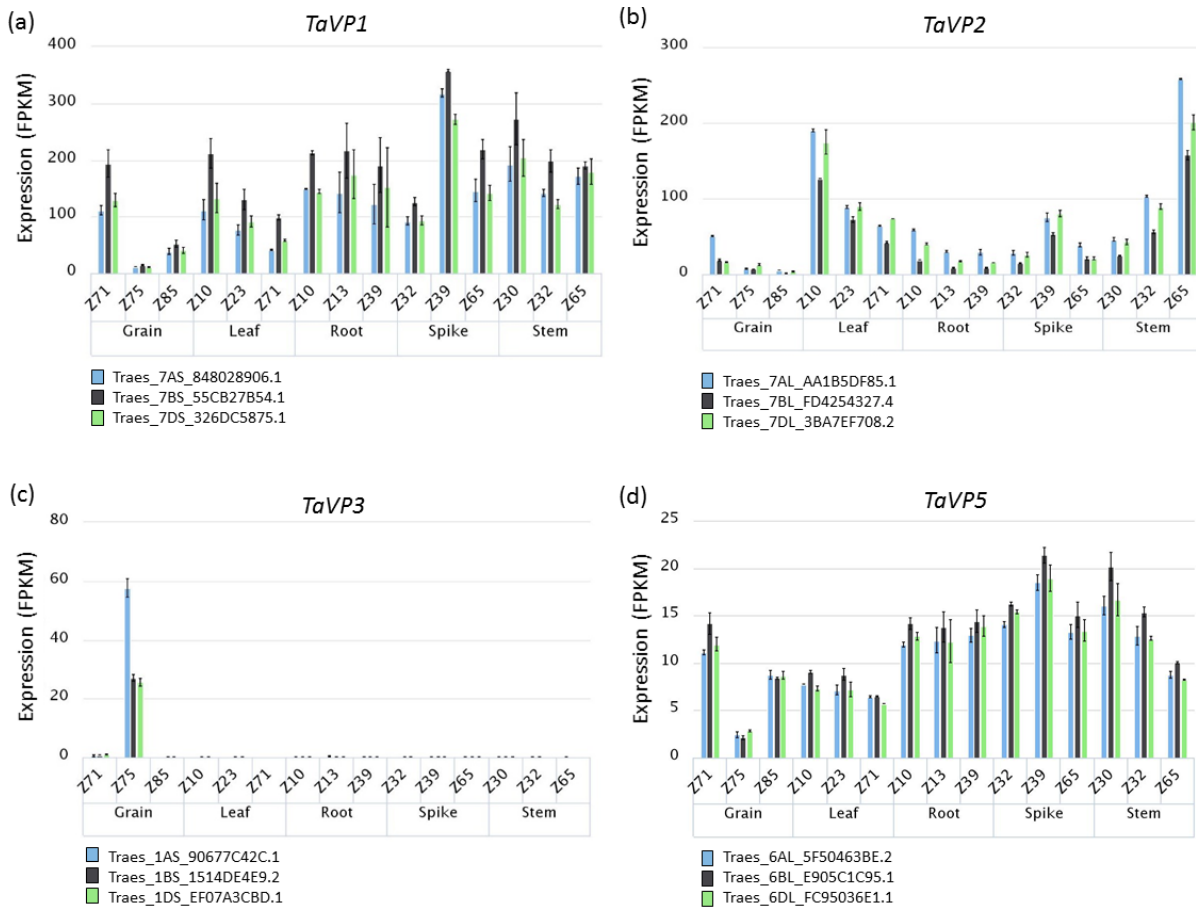 (a)
TaVP1
Expression (FPKM)
400
300
200
100
0
Z71 Z75 Z85 Z10 Z23 Z71 Z10 Z13 Z39 Z32 Z39 Z65 Z30 Z32 Z65
Grain Leaf Root Spike Stem
Traes_7AS_848028906.1
Traes_7BS_55CB27B54.1
Traes_7DS_326DC5875.1
(b)
TaVP2
Expression (FPKM)
300
200
100
0
Z71 Z75 Z85 Z10 Z23 Z71 Z10 Z13 Z39 Z32 Z39 Z65 Z30 Z32 Z65
Grain Leaf Root Spike Stem
Traes_7AL_AA1B5DF85.1
Traes_7BL_FD4254327.4
Traes_7DL_3BA7EF708.2
(c)
TaVP3
Expression (FPKM)
80
60
40
20
0
Z71 Z75 Z85 Z10 Z23 Z71 Z10 Z13 Z39 Z32 Z39 Z65 Z30 Z32 Z65
Grain Leaf Root Spike Stem
Traes_1AS_90677C42C.1
Traes_1BS_1514DE4E9.2
Traes_1DS_EF07A3CBD.1
(d)
TaVP5
Expression (FPKM)
25
20
15
10
5
0
Z71 Z75 Z85 Z10 Z23 Z71 Z10 Z13 Z39 Z32 Z39 Z65 Z30 Z32 Z65
Grain Leaf Root Spike Stem
Traes_6AL_5F50463BE.2
Traes_6BL_E905C1C95.1
Traes_6DL_FC95036E1.1